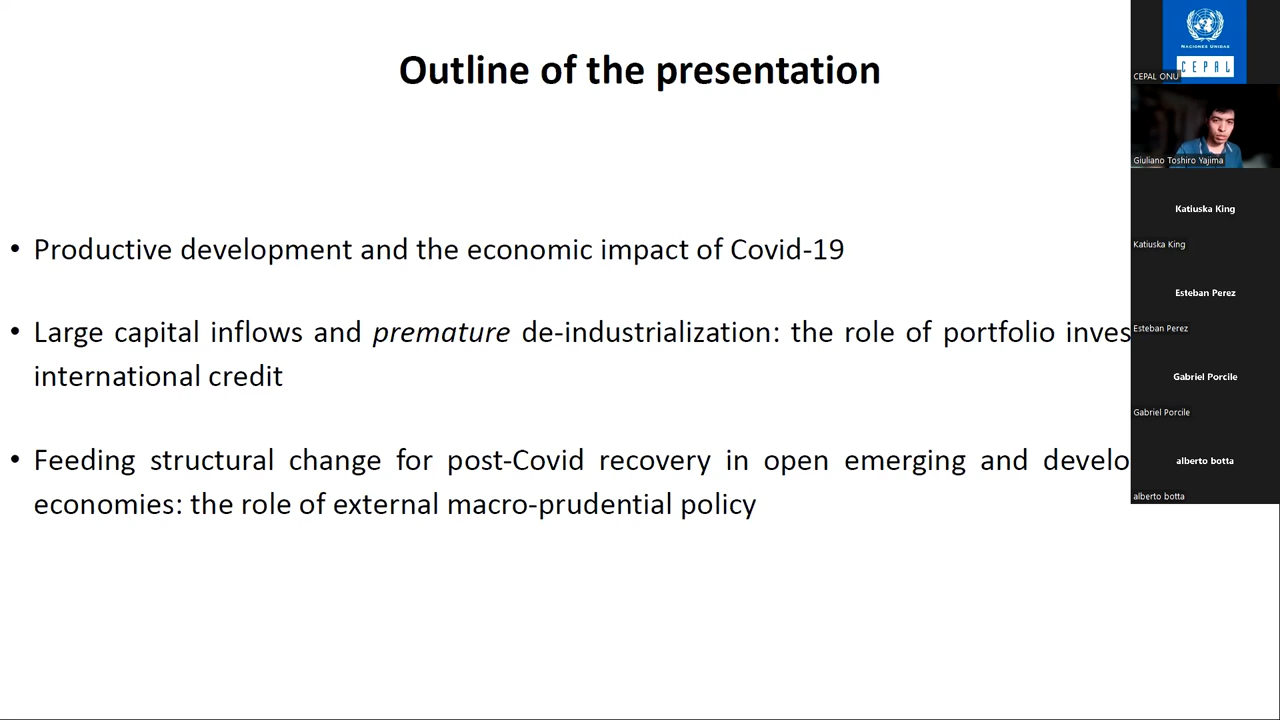 Outline of the presentation
• Productive development and the economic impact of Covid-19
• Large capital inflows and premature de-industrialization: the role of portfolio inves
international credit
• Feeding structural change for post-Covid recovery in open emerging and develo
economies: the role of external macro-prudential policy
NACIONES UNIDAS
CEPAL
CEPAL ONU
Giuliano Toshiro Yajima
Katiuska King
Katiuska King
Esteban Perez
Esteban Perez
Gabriel Porcile
Gabriel Porcile
alberto botta
alberto botta